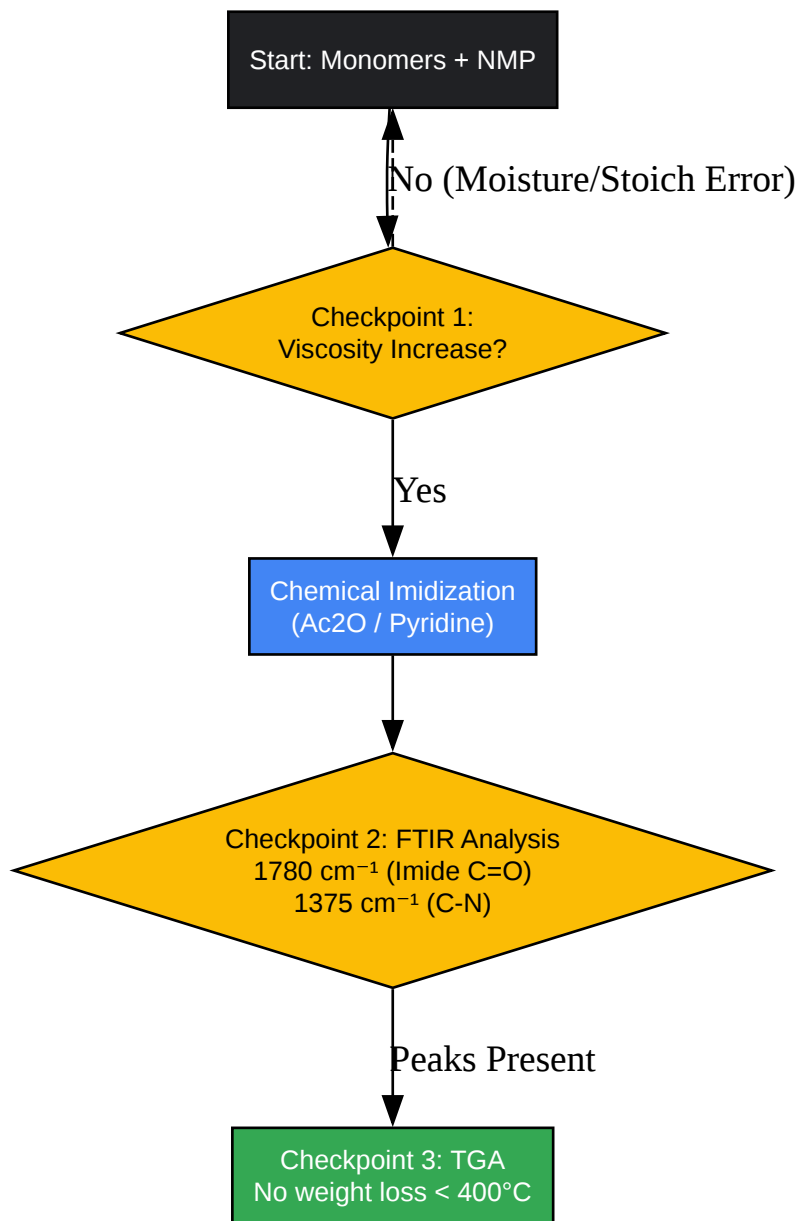 Start: Monomers + NMP
No (Moisture/Stoich Error)
Checkpoint 1:
Viscosity Increase?
Yes
Chemical Imidization
(Ac2O / Pyridine)
Checkpoint 2: FTIR Analysis
1780 cm⁻¹ (Imide C=O)
1375 cm⁻¹ (C-N)
Peaks Present
Checkpoint 3: TGA
No weight loss < 400°C